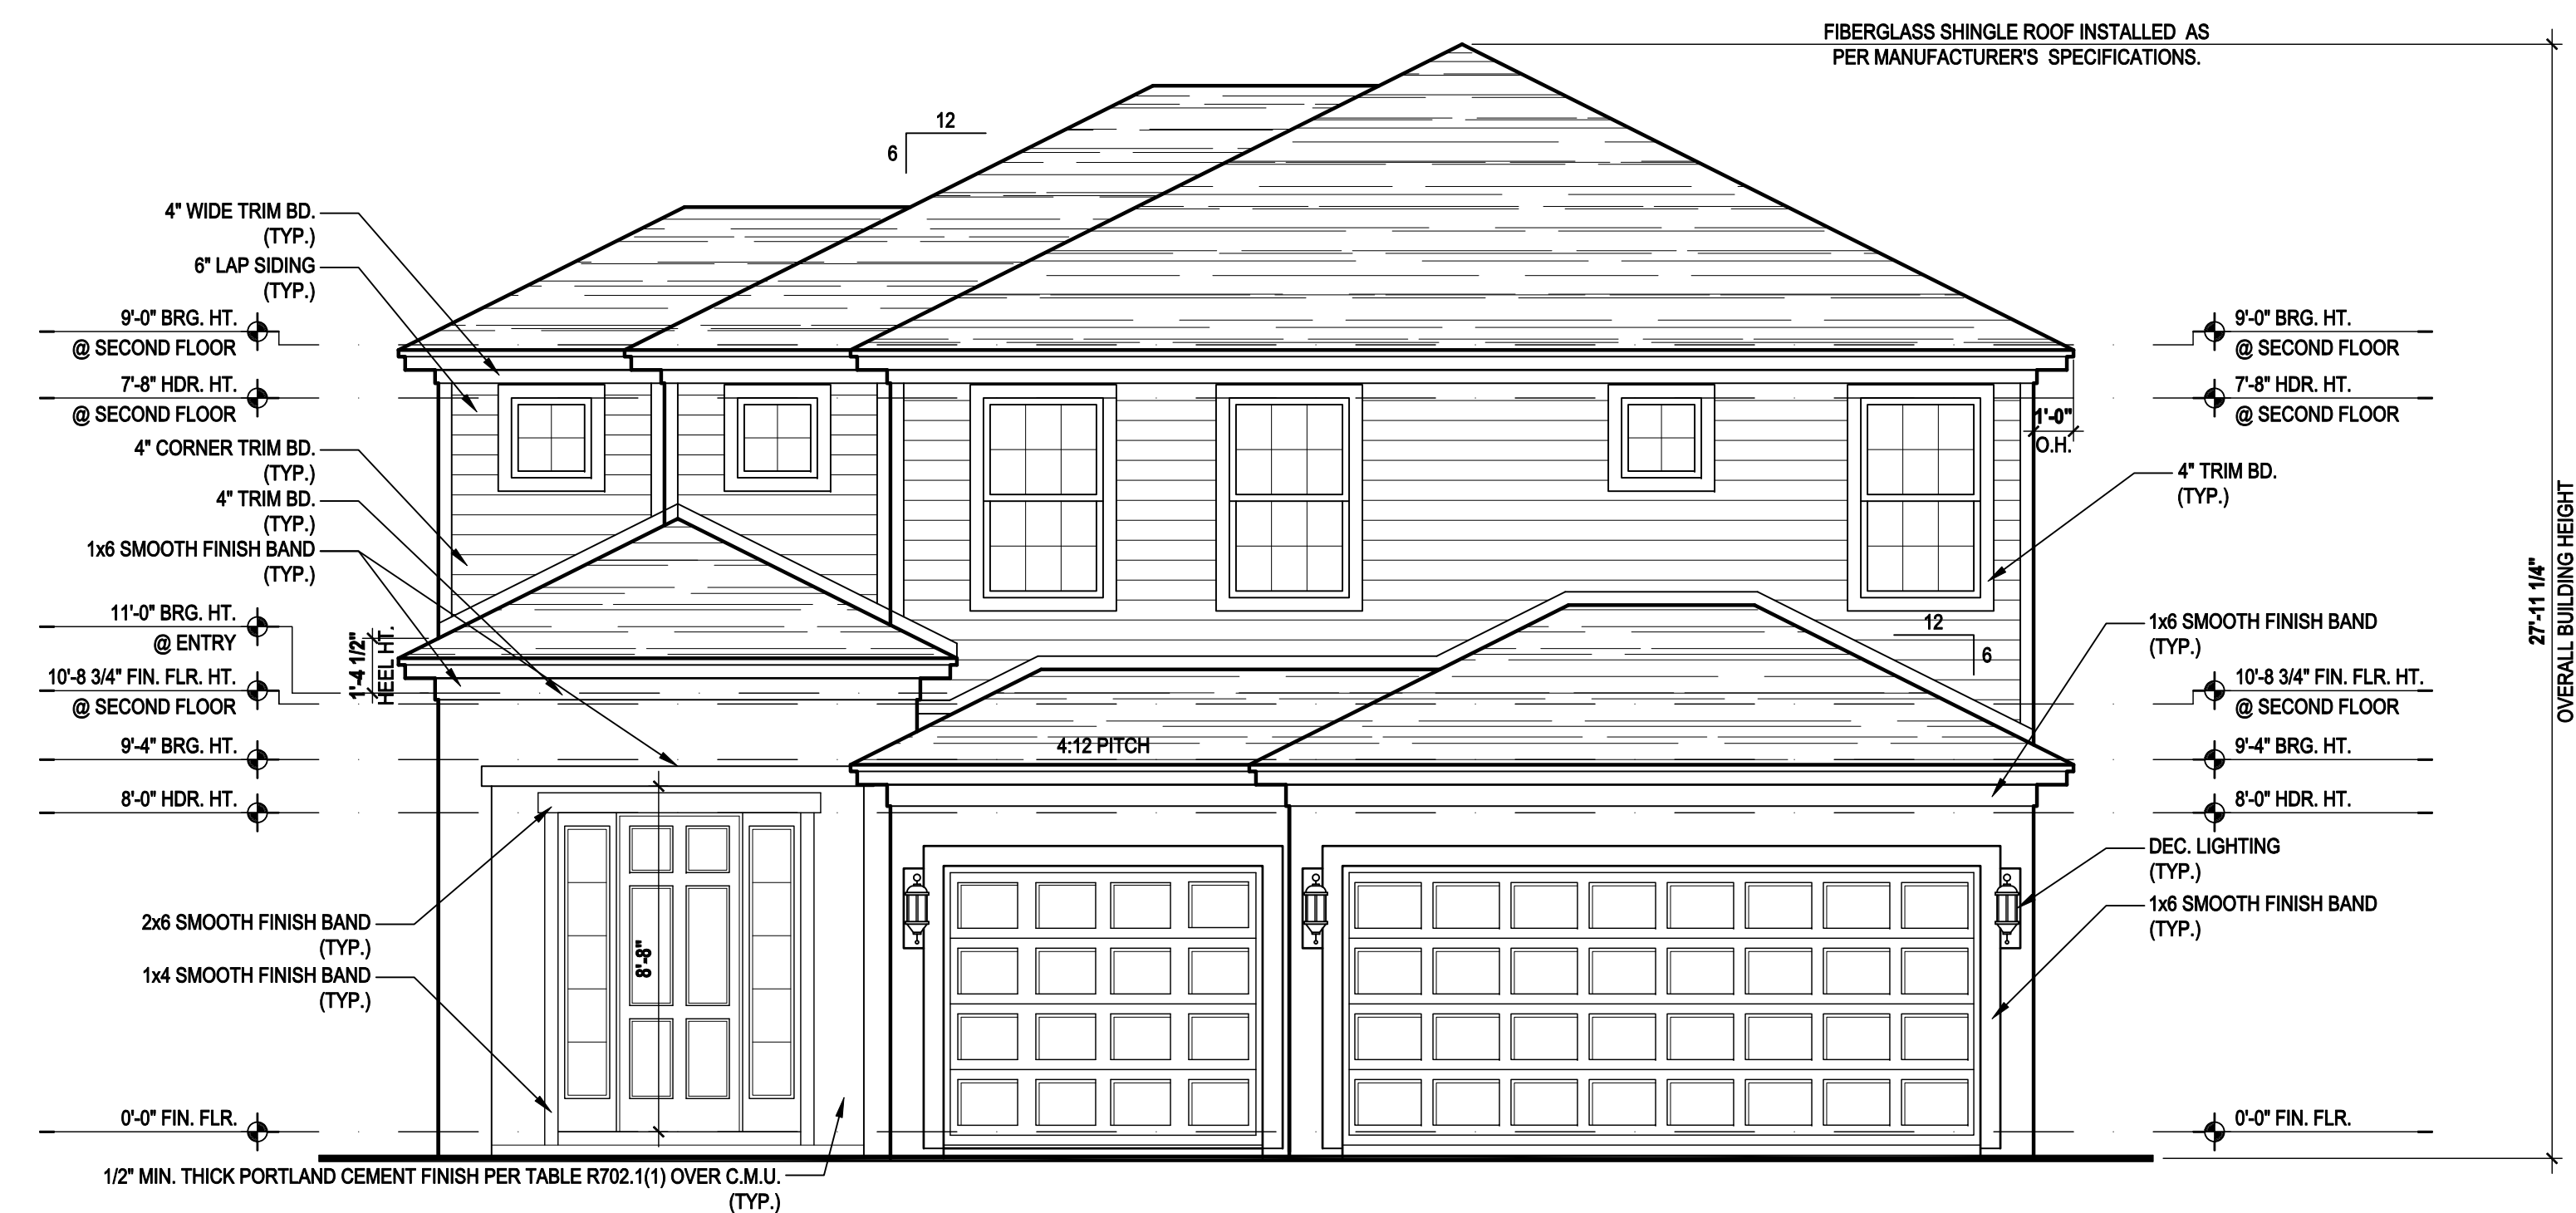 FIBERGLASS SHINGLE ROOF INSTALLED AS
PER MANUFACTURER'S SPECIFICATIONS.
12
6
4" WIDE TRIM BD.
(TYP.)
6" LAP SIDING
(TYP.)
9'-0" BRG. HT.
@ SECOND FLOOR
7'-8" HDR. HT.
@ SECOND FLOOR
4" CORNER TRIM BD.
(TYP.)
4" TRIM BD.
(TYP.)
1x6 SMOOTH FINISH BAND
(TYP.)
11'-0" BRG. HT.
@ ENTRY
1'-4 1/2"
HEEL HT.
10'-8 3/4" FIN. FLR. HT.
@ SECOND FLOOR
9'-4" BRG. HT.
8'-0" HDR. HT.
2x6 SMOOTH FINISH BAND
(TYP.)
1x4 SMOOTH FINISH BAND
(TYP.)
8'-8"
0'-0" FIN. FLR.
1/2" MIN. THICK PORTLAND CEMENT FINISH PER TABLE R702.1(1) OVER C.M.U.
(TYP.)
4:12 PITCH
12
6
9'-0" BRG. HT.
@ SECOND FLOOR
7'-8" HDR. HT.
@ SECOND FLOOR
1'-0"
O.H.
4" TRIM BD.
(TYP.)
1x6 SMOOTH FINISH BAND
(TYP.)
10'-8 3/4" FIN. FLR. HT.
@ SECOND FLOOR
9'-4" BRG. HT.
8'-0" HDR. HT.
DEC. LIGHTING
(TYP.)
1x6 SMOOTH FINISH BAND
(TYP.)
0'-0" FIN. FLR.
27'-11 1/4"
OVERALL BUILDING HEIGHT